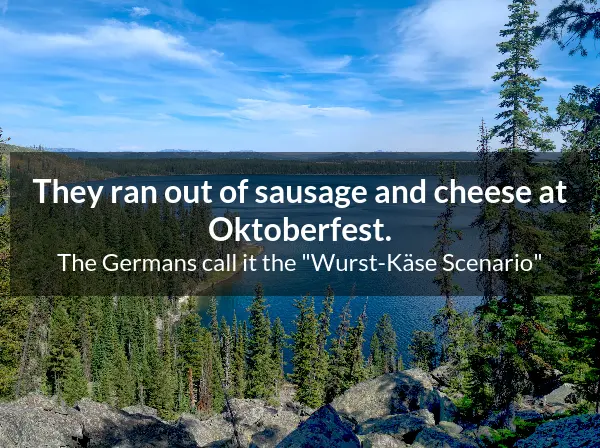 They ran out of sausage and cheese at
Oktoberfest.
The Germans call it the "Wurst-Käse Scenario"